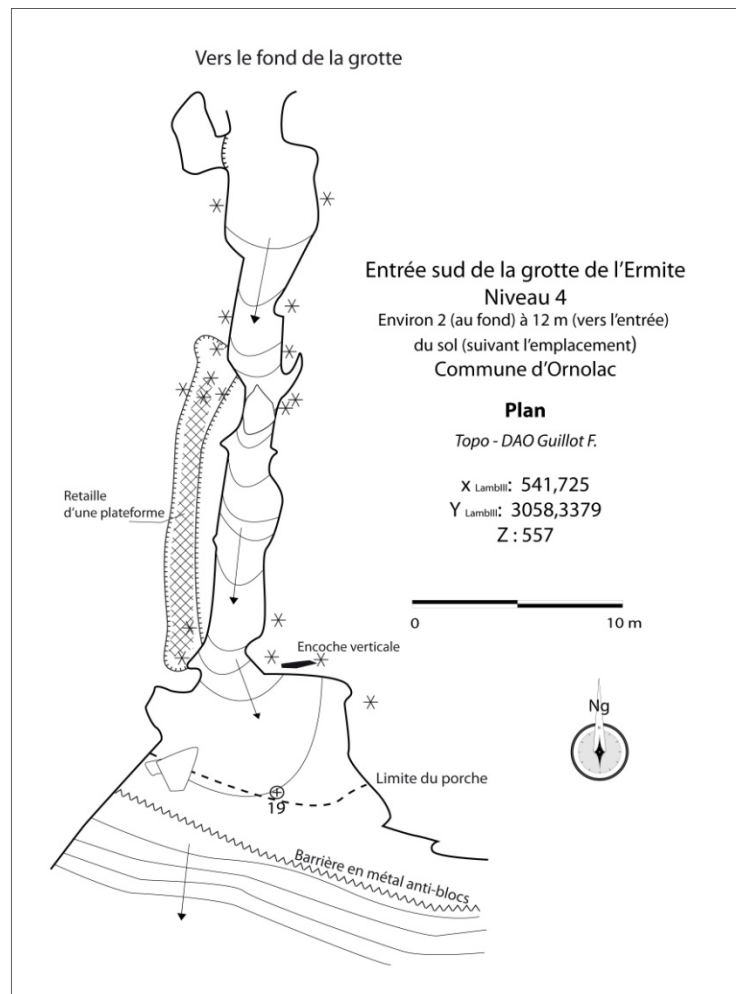 Vers le fond de la grotte
Entrée sud de la grotte de l'Ermite
Niveau 4
Environ 2 (au fond) à 12 m (vers l'entrée)
du sol (suivant l'emplacement)
Commune d'Ornolac
Plan
Topo - DAO Guillot F.
x LambIII: 541,725
Y LambIII: 3058,3379
Z : 557
0 10 m
Retaille
d'une plateforme
Encoche verticale
Ng
Limite du porche
19
Barrière en métal anti-blocs